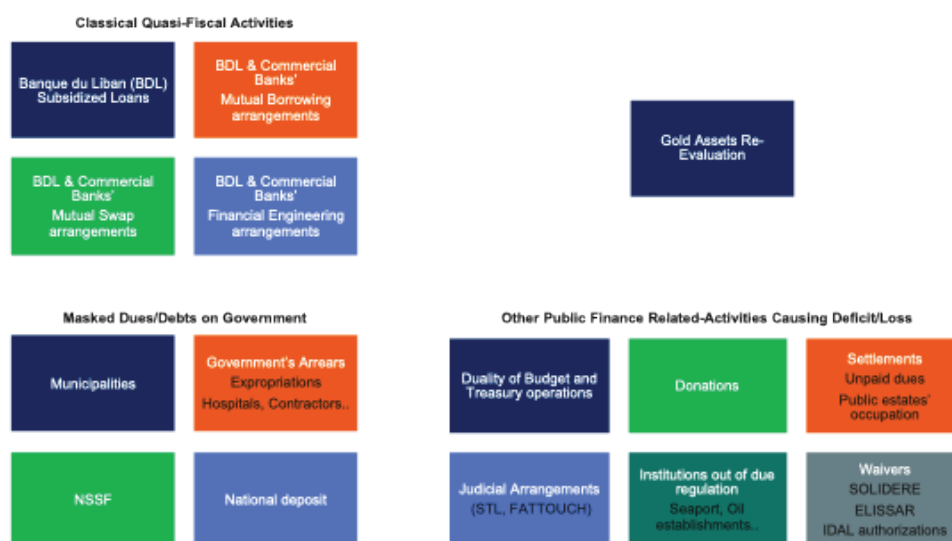 Classical Quasi-Fiscal Activities
Banque du Liban (BDL)
Subsidized Loans
BDL & Commercial
Banks'
Mutual Borrowing
arrangements
BDL & Commercial
Banks'
Mutual Swap
arrangements
BDL & Commercial
Banks'
Financial Engineering
arrangements
Gold Assets Re-
Evaluation
Masked Dues/Debts on Government
Municipalities
Government's Arrears
Expropriations
Hospitals, Contractors..
NSSF
National deposit
Other Public Finance Related-Activities Causing Deficit/Loss
Duality of Budget and
Treasury operations
Donations
Settlements
Unpaid dues
Public estates'
occupation
Judicial Arrangements
(STL, FATTOUCH)
Institutions out of due
regulation
Seaport, Oil
establishments..
Waivers
SOLIDERE
ELISSAR
IDAL authorizations